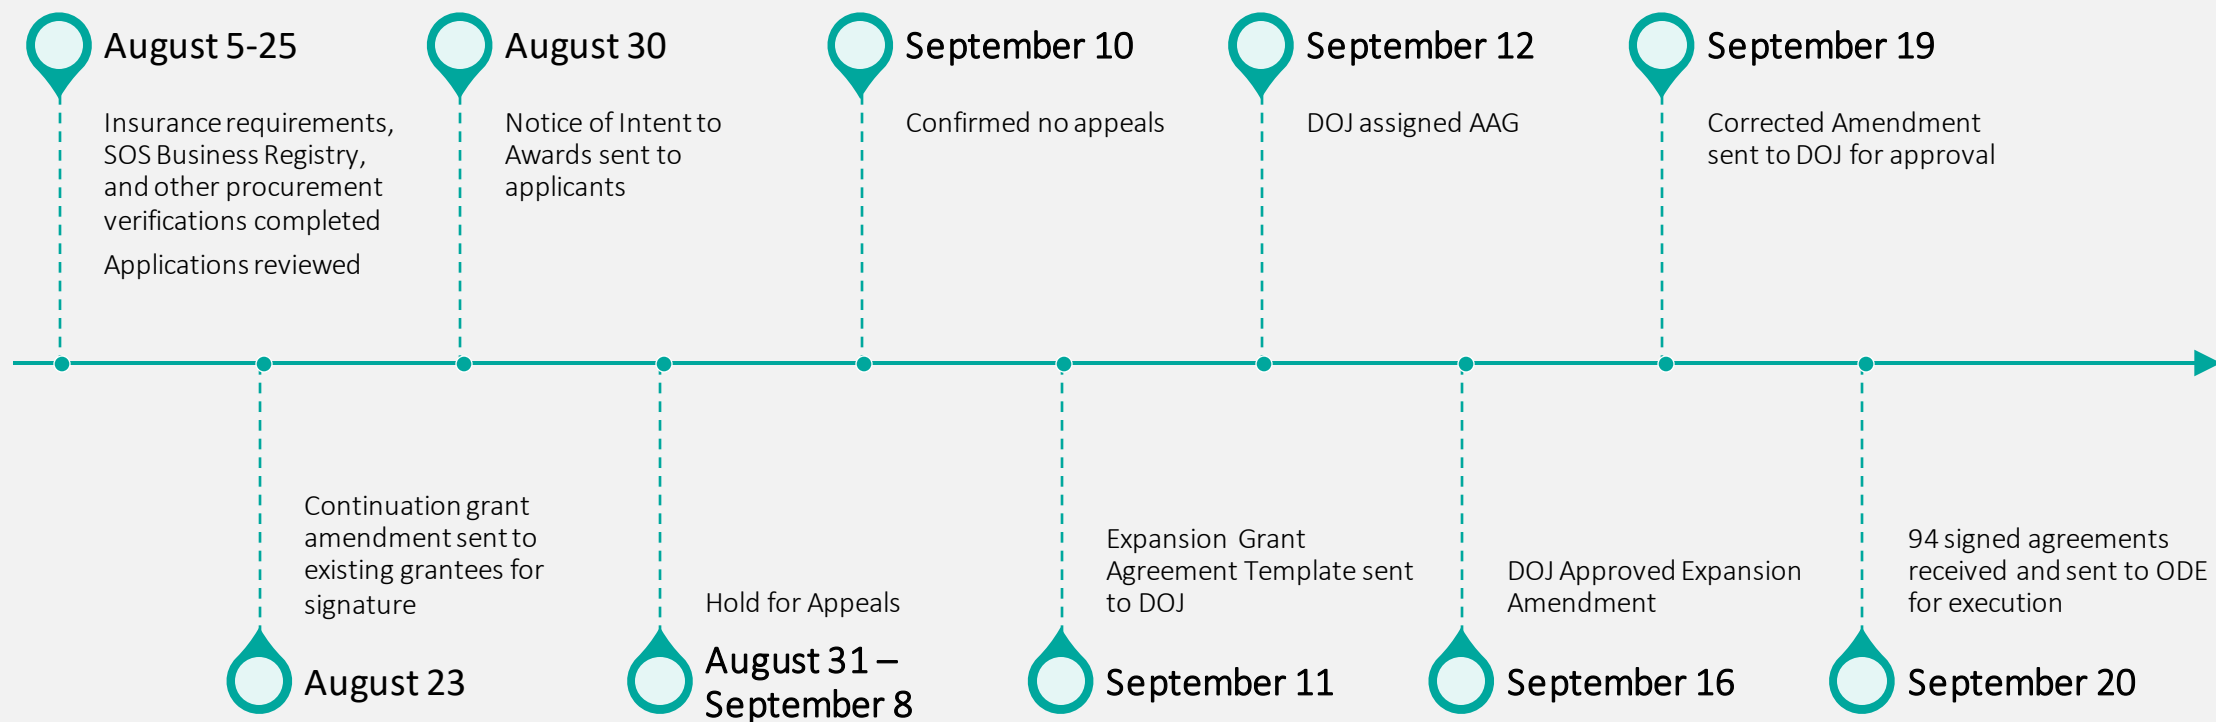 August 5-25
Insurance requirements,
SOS Business Registry,
and other procurement
verifications completed
Applications reviewed
August 30
Notice of Intent to
Awards sent to
applicants
September 10
Confirmed no appeals
September 12
DOJ assigned AAG
September 19
Corrected Amendment
sent to DOJ for approval
Continuation grant
amendment sent to
existing grantees for
signature
August 23
Hold for Appeals
August 31 –
September 8
Expansion Grant
Agreement Template sent
to DOJ
September 11
DOJ Approved Expansion
Amendment
September 16
94 signed agreements
received and sent to ODE
for execution
September 20